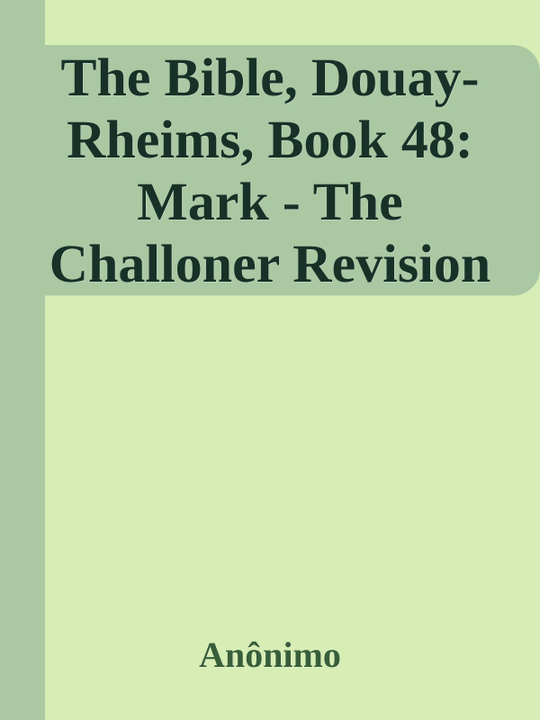 The Bible, Douay-
Rheims, Book 48:
Mark - The
Challoner Revision
Anônimo